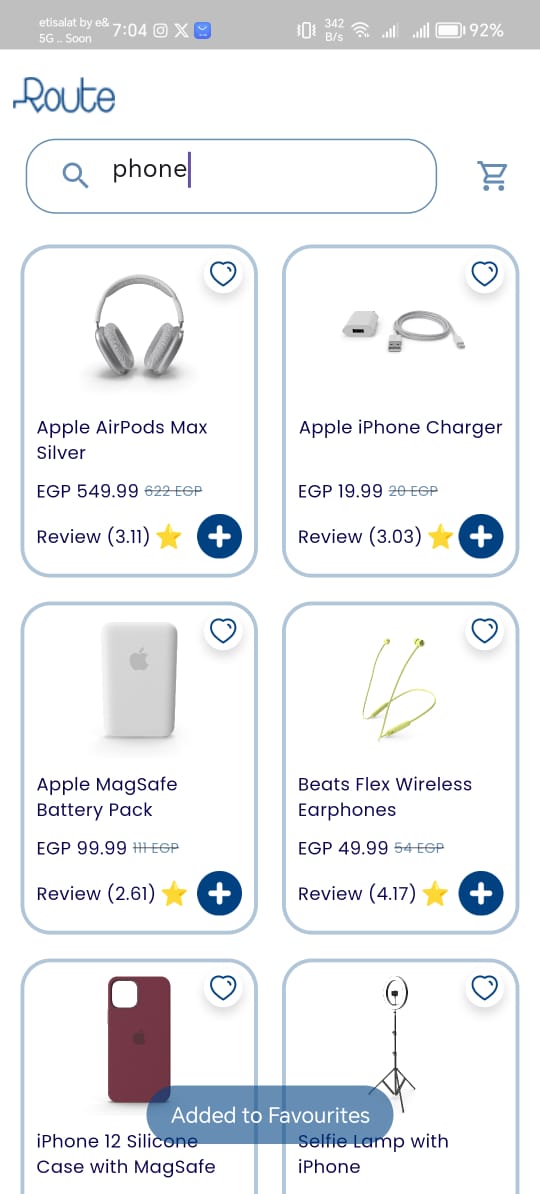 etisalat by e&
5G .. Soon
7:04
342
B/s
92%
Route
phone
Apple AirPods Max
Silver
EGP 549.99 622 EGP
Review (3.11)
Apple iPhone Charger
EGP 19.99 20 EGP
Review (3.03)
Apple MagSafe
Battery Pack
EGP 99.99 111 EGP
Review (2.61)
Beats Flex Wireless
Earphones
EGP 49.99 54 EGP
Review (4.17)
iPhone 12 Silicone
Case with MagSafe
Selfie Lamp with
iPhone
Added to Favourites